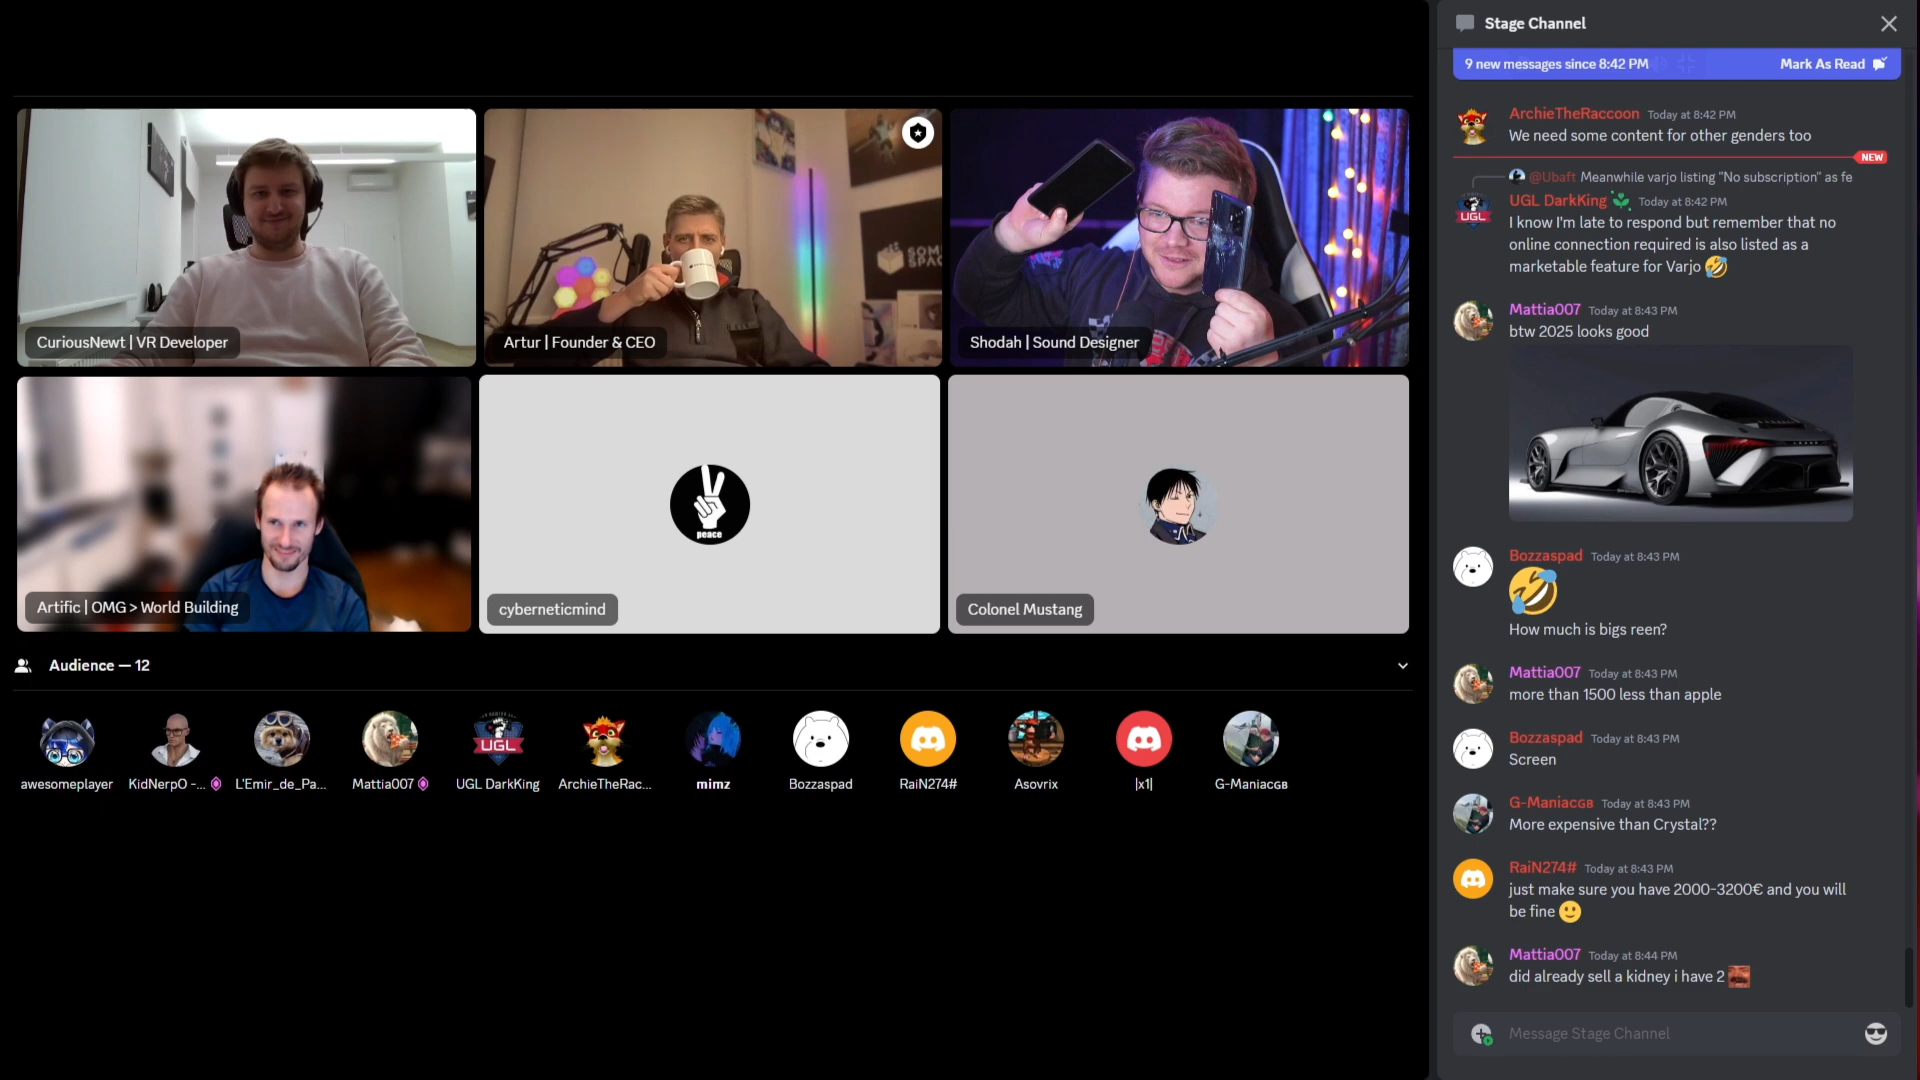 CuriousNewt | VR Developer
Artur | Founder & CEO
Shodah | Sound Designer
Artific | OMG > World Building
peace
cyberneticmind
Colonel Mustang
Audience — 12
UGL
awesomeplayer
KidNerpO -...
L'Emir_de_Pa...
Mattia007
UGL DarkKing
ArchieTheRac...
mimz
Bozzaspad
RaiN274#
Asovrix
|x1|
G-ManiacGB
Stage Channel
9 new messages since 8:42 PM
Mark As Read
ArchieTheRaccoon Today at 8:42 PM
We need some content for other genders too
NEW
@Ubaft Meanwhile varjo listing "No subscription" as fe
UGL
UGL DarkKing Today at 8:42 PM
I know I'm late to respond but remember that no
online connection required is also listed as a
marketable feature for Varjo 🤣
Mattia007 Today at 8:43 PM
btw 2025 looks good
Bozzaspad Today at 8:43 PM
🤣
How much is bigs reen?
Mattia007 Today at 8:43 PM
more than 1500 less than apple
Bozzaspad Today at 8:43 PM
Screen
G-ManiacGB Today at 8:43 PM
More expensive than Crystal??
RaiN274# Today at 8:43 PM
just make sure you have 2000-3200€ and you will
be fine 🙂
Mattia007 Today at 8:44 PM
did already sell a kidney i have 2
Message Stage Channel